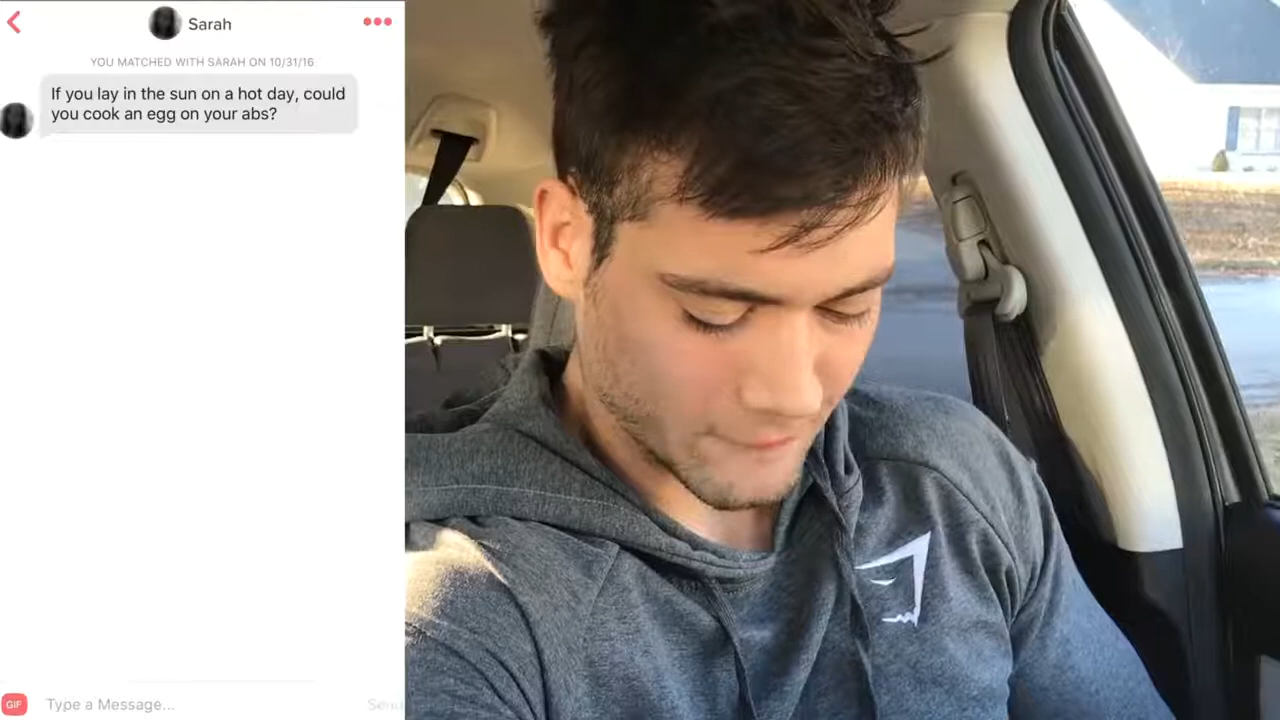 Sarah
YOU MATCHED WITH SARAH ON 10/31/16
If you lay in the sun on a hot day, could
you cook an egg on your abs?
GIF
Type a Message...
Send